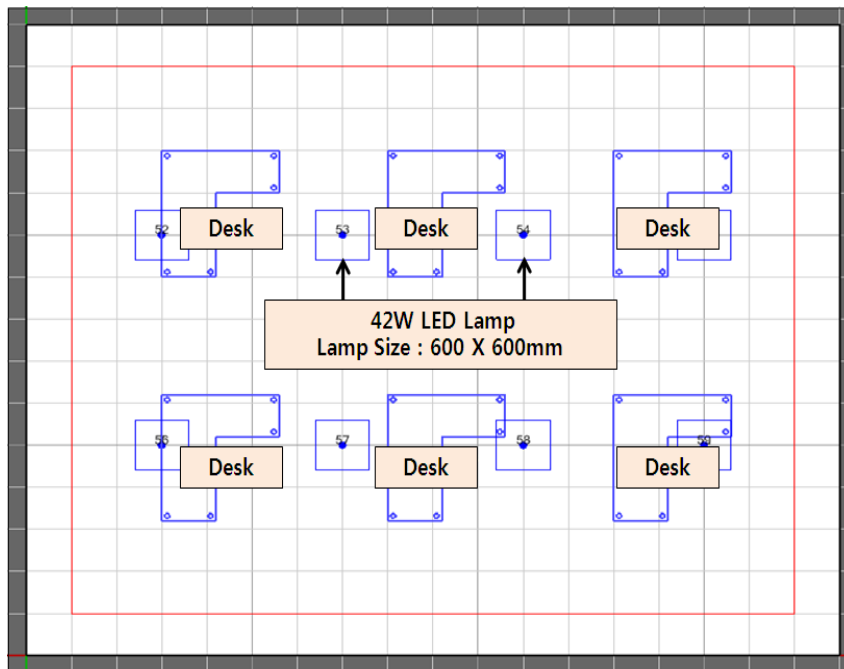 52
Desk
53
Desk
54
Desk
42W LED Lamp
Lamp Size : 600 X 600mm
56
57
58
59
Desk
Desk
Desk